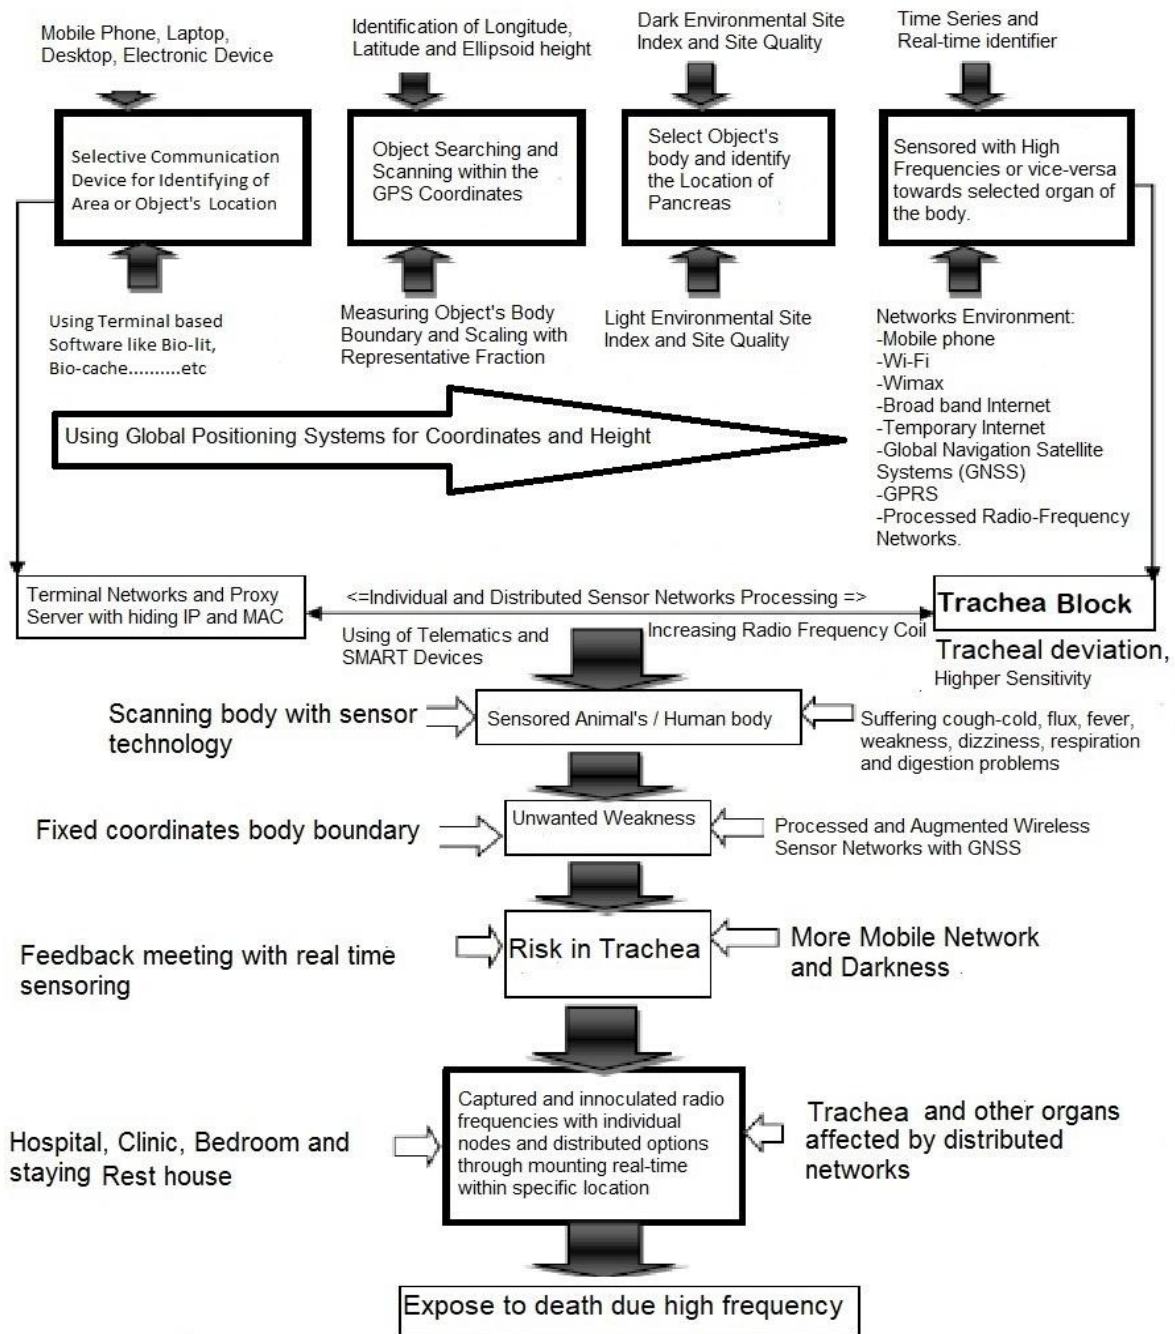 Mobile Phone, Laptop,
Desktop, Electronic Device
Identification of Longitude,
Latitude and Ellipsoid height
Dark Environmental Site
Index and Site Quality
Time Series and
Real-time identifier
Selective Communication
Device for Identifying of
Area or Object's Location
Object Searching and
Scanning within the
GPS Coordinates
Select Object's
body and identify
the Location of
Pancreas
Sensored with High
Frequencies or vice-versa
towards selected organ of
the body.
Using Terminal based
Software like Bio-lit,
Bio-cache..........etc
Measuring Object's Body
Boundary and Scaling with
Representative Fraction
Light Environmental Site
Index and Site Quality
Networks Environment:
-Mobile phone
-Wi-Fi
-Wimax
-Broad band Internet
-Temporary Internet
-Global Navigation Satellite
Systems (GNSS)
-GPRS
-Processed Radio-Frequency
Networks.
Using Global Positioning Systems for Coordinates and Height
Terminal Networks and Proxy
Server with hiding IP and MAC
<=Individual and Distributed Sensor Networks Processing =>
Using of Telematics and
SMART Devices
Increasing Radio Frequency Coil
Trachea Block
Tracheal deviation,
Highper Sensitivity
Scanning body with sensor
technology
Sensored Animal's / Human body
Suffering cough-cold, flux, fever,
weakness, dizziness, respiration
and digestion problems
Fixed coordinates body boundary
Unwanted Weakness
Processed and Augmented Wireless
Sensor Networks with GNSS
Feedback meeting with real time
sensoring
Risk in Trachea
More Mobile Network
and Darkness
Hospital, Clinic, Bedroom and
staying Rest house
Captured and innoculated radio
frequencies with individual
nodes and distributed options
through mounting real-time
within specific location
Trachea and other organs
affected by distributed
networks
Expose to death due high frequency